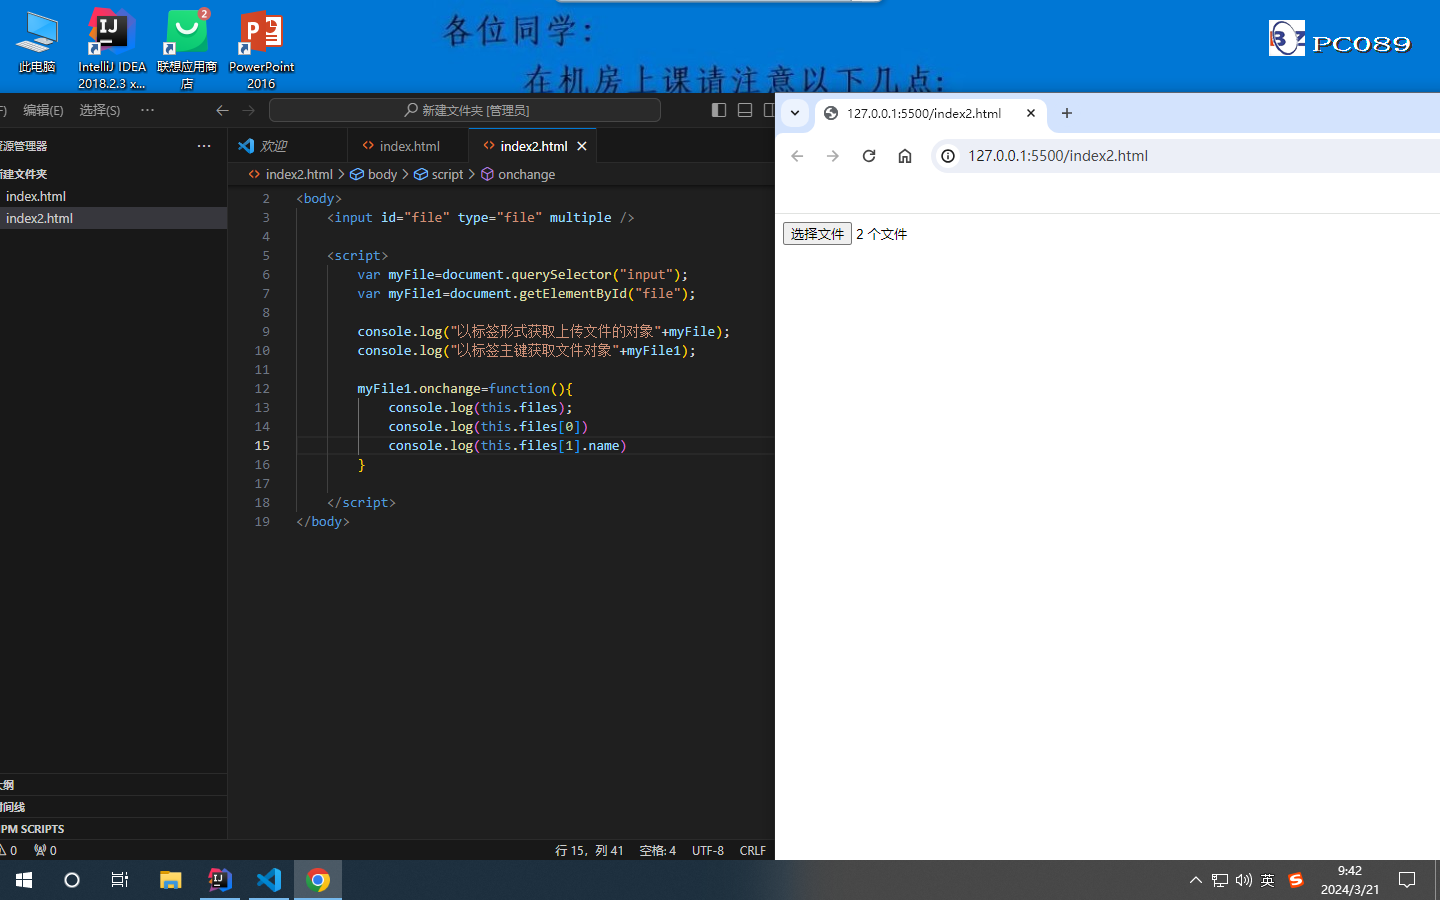 各位同学:
在机房上课请注意以下几点:
PC089
此电脑
IntelliJ IDEA
2018.2.3 x...
联想应用商
店
2
PowerPoint
2016
编辑(E)
选择(S)
新建文件夹 [管理员]
资源管理器
欢迎
index.html
index2.html
新建文件夹
index.html
index2.html
index2.html
body
script
onchange
2 <body>
3 <input id="file" type="file" multiple />
4
5 <script>
6 var myFile=document.querySelector("input");
7 var myFile1=document.getElementById("file");
8
9 console.log("以标签形式获取上传文件的对象"+myFile);
10 console.log("以标签主键获取文件对象"+myFile1);
11
12 myFile1.onchange=function(){
13 console.log(this.files);
14 console.log(this.files[0])
15 console.log(this.files[1].name)
16 }
17
18 </script>
19 </body>
大纲
时间线
NPM SCRIPTS
0
0
行 15，列 41
空格: 4
UTF-8
CRLF
127.0.0.1:5500/index2.html
127.0.0.1:5500/index2.html
选择文件 2 个文件
英
9:42
2024/3/21